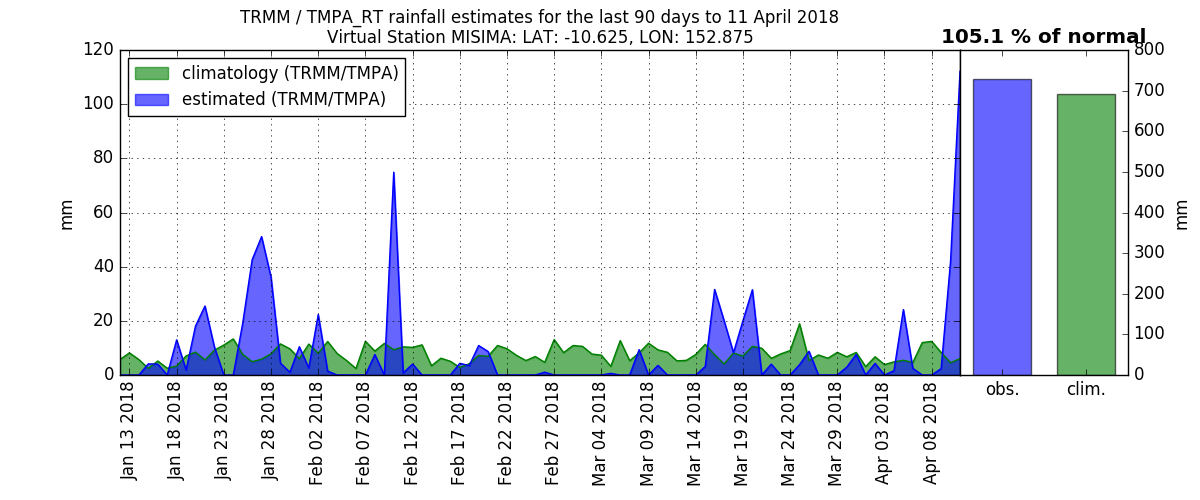 TRMM / TMPA_RT rainfall estimates for the last 90 days to 11 April 2018
Virtual Station MISIMA: LAT: -10.625, LON: 152.875
105.1 % of normal
climatology (TRMM/TMPA)
estimated (TRMM/TMPA)
mm
120
100
80
60
40
20
0
Jan 13 2018
Jan 18 2018
Jan 23 2018
Jan 28 2018
Feb 02 2018
Feb 07 2018
Feb 12 2018
Feb 17 2018
Feb 22 2018
Feb 27 2018
Mar 04 2018
Mar 09 2018
Mar 14 2018
Mar 19 2018
Mar 24 2018
Mar 29 2018
Apr 03 2018
Apr 08 2018
obs.
clim.
800
700
600
500
400
300
200
100
0
mm